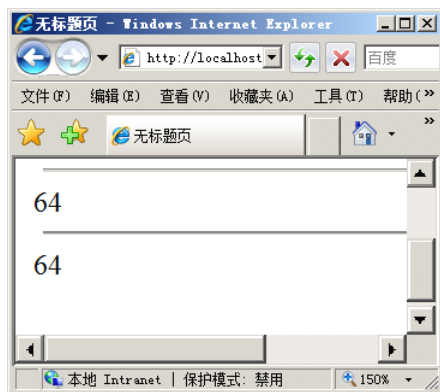 无标题页 - Windows Internet Explorer
http://localhost
百度
文件(F) 编辑(E) 查看(V) 收藏夹(A) 工具(T) 帮助(
无标题页
64
64
本地 Intranet | 保护模式: 禁用 150%